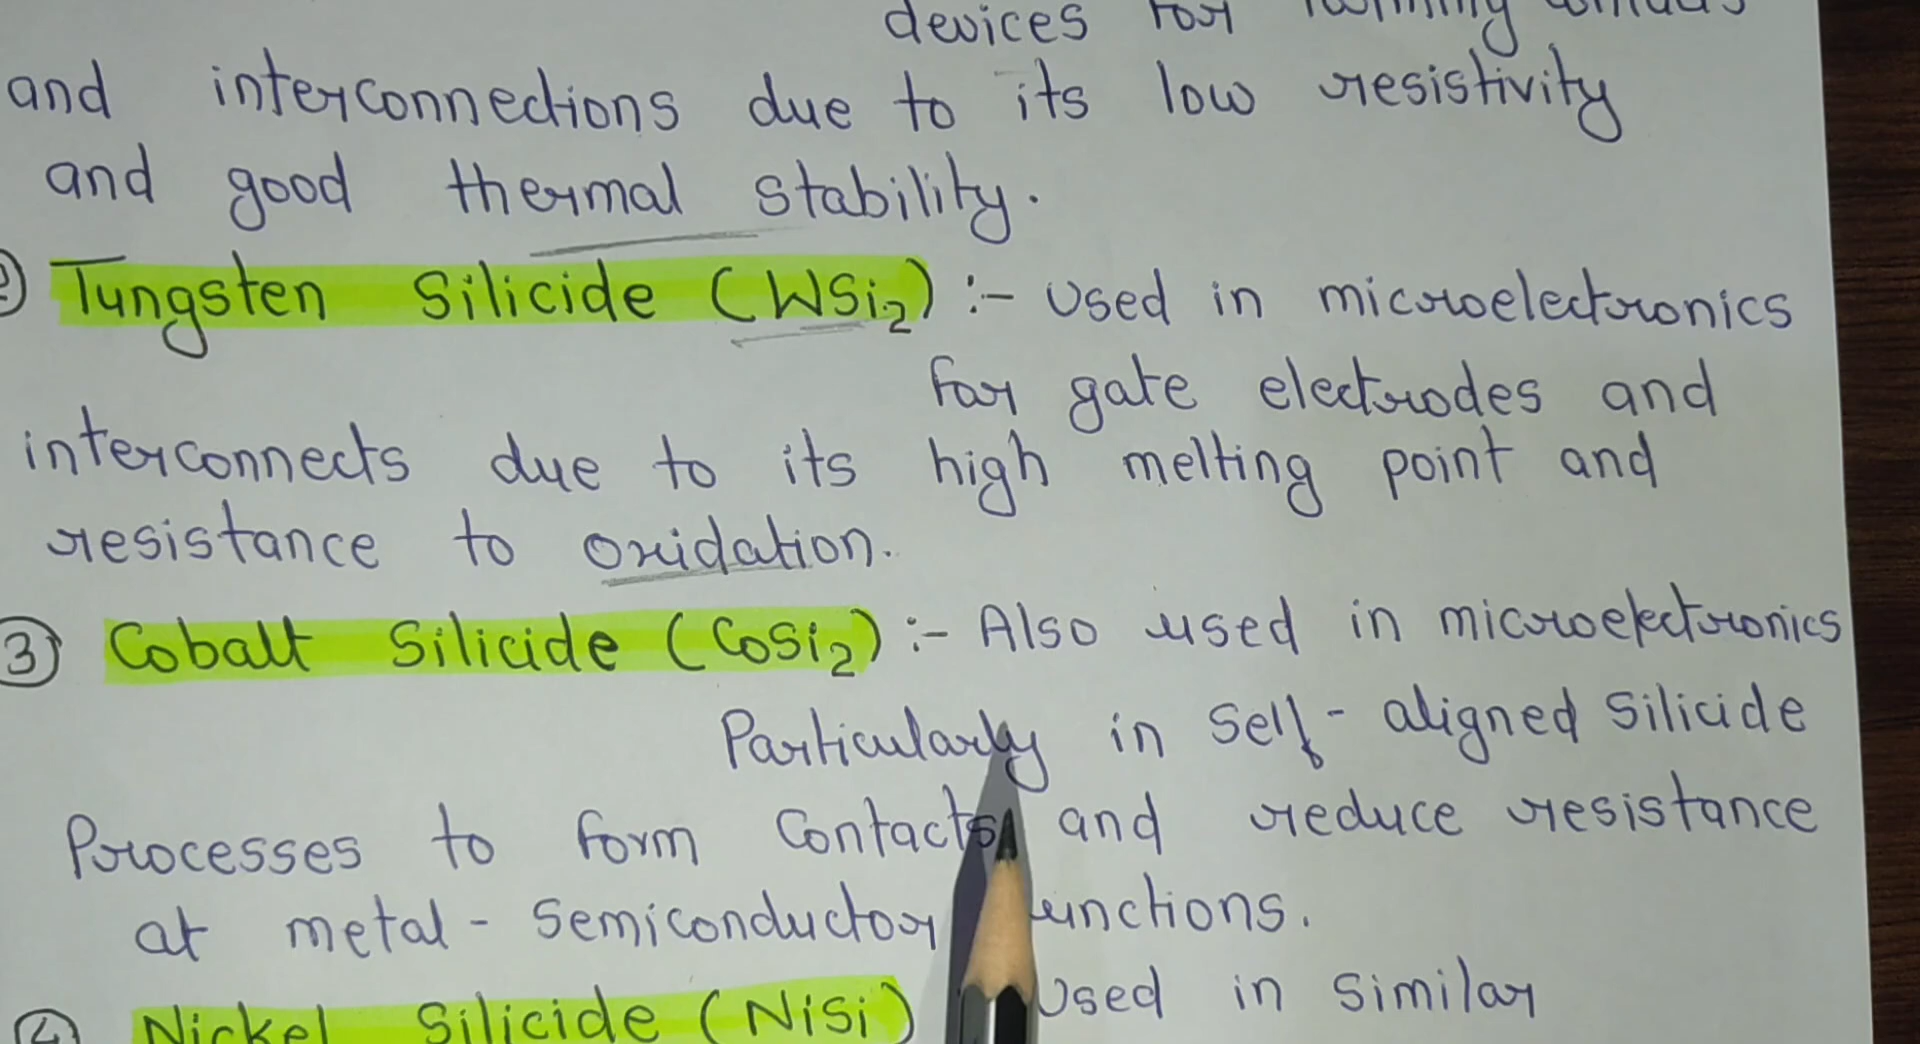 devices for
and interconnections due to its low resistivity
and good thermal stability.
2) Tungsten Silicide (WSi2) :- Used in microelectronics
for gate electrodes and
interconnects due to its high melting point and
resistance to oxidation.
3) Cobalt Silicide (CoSi2) :- Also used in microelectronics
Particularly in Self-aligned Silicide
Processes to form Contacts and reduce resistance
at metal-Semiconductor unctions.
4) Nickel Silicide (NiSi) Used in Similar